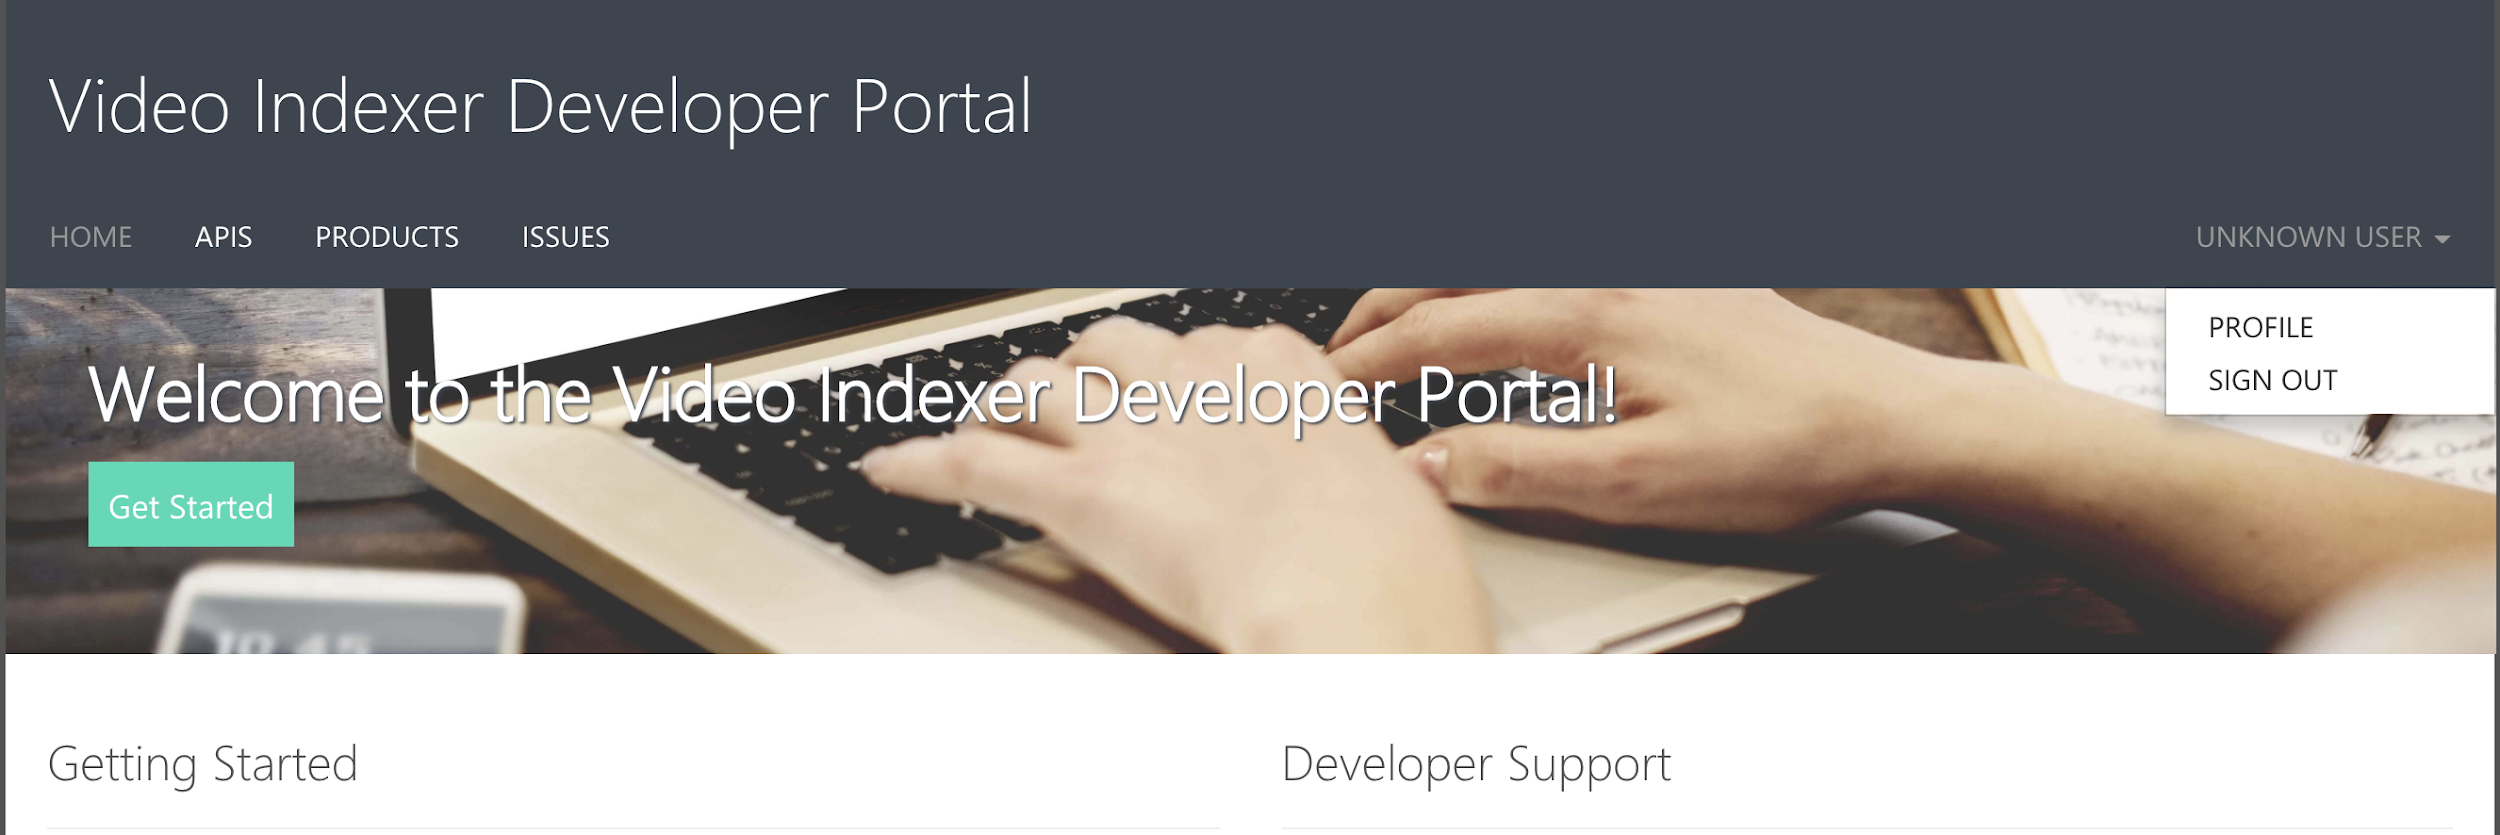 Video Indexer Developer Portal
HOME APIS PRODUCTS ISSUES UNKNOWN USER
PROFILE
SIGN OUT
Welcome to the Video Indexer Developer Portal!
Get Started
Getting Started Developer Support